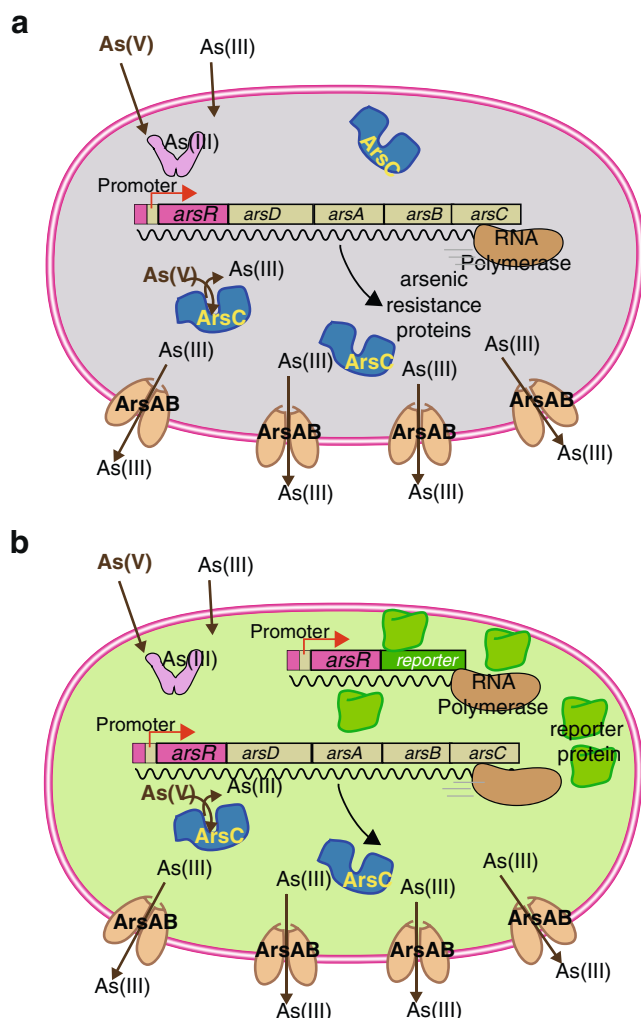 a
As(V)
As(III)
As(III)
ArsC
Promoter
arsR arsD arsA arsB arsC
RNA
Polymerase
As(V) As(III)
ArsC
arsenic
resistance
proteins
ArsC
As(III)
As(III)
As(III)
As(III)
ArsAB
ArsAB
ArsAB
ArsAB
As(III)
As(III)
As(III)
As(III)
b
As(V)
As(III)
As(III)
Promoter
arsR reporter
RNA
Polymerase
reporter
protein
Promoter
arsR arsD arsA arsB arsC
As(V) As(III)
ArsC
ArsC
As(III)
As(III)
As(III)
As(III)
ArsAB
ArsAB
ArsAB
ArsAB
As(III)
As(III)
As(III)
As(III)